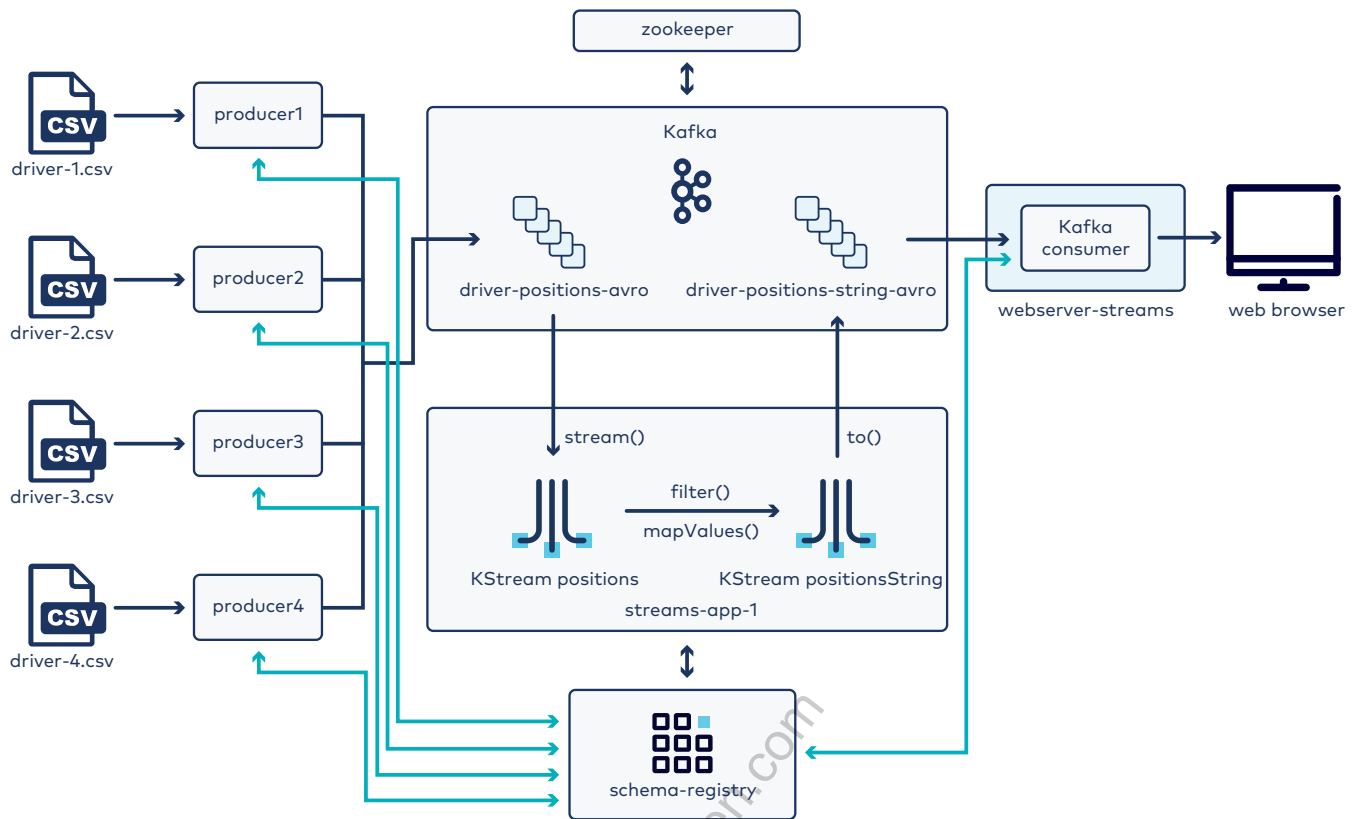 zookeeper
CSV
driver-1.csv
producer1
CSV
driver-2.csv
producer2
CSV
driver-3.csv
producer3
CSV
driver-4.csv
producer4
Kafka
driver-positions-avro
driver-positions-string-avro
stream()
to()
filter()
mapValues()
KStream positions
KStream positionsString
streams-app-1
schema-registry
Kafka
consumer
webserver-streams
web browser